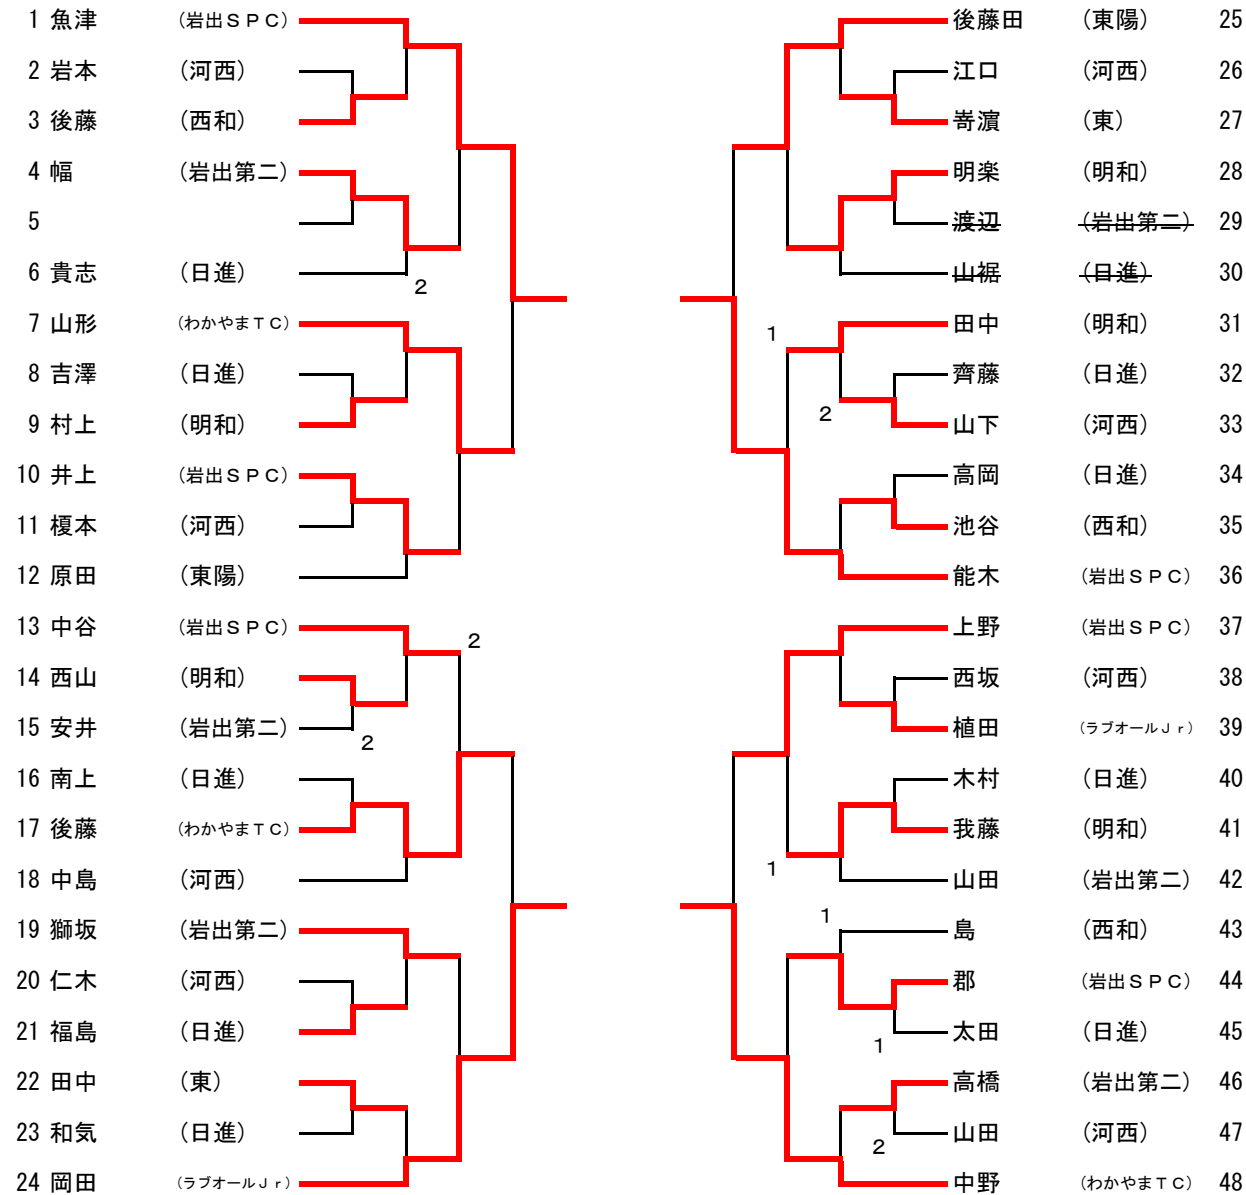 1 魚津 (岩出ＳＰＣ)
2 岩本 (河西)
3 後藤 (西和)
4 幅 (岩出第二)
5
6 貴志 (日進)
2
7 山形 (わかやまＴＣ)
8 吉澤 (日進)
9 村上 (明和)
10 井上 (岩出ＳＰＣ)
11 榎本 (河西)
12 原田 (東陽)
13 中谷 (岩出ＳＰＣ)
2
14 西山 (明和)
15 安井 (岩出第二)
2
16 南上 (日進)
17 後藤 (わかやまＴＣ)
18 中島 (河西)
19 獅坂 (岩出第二)
20 仁木 (河西)
21 福島 (日進)
22 田中 (東)
23 和気 (日進)
24 岡田 (ラブオールＪｒ)
後藤田 (東陽) 25
江口 (河西) 26
嵜濵 (東) 27
明楽 (明和) 28
渡辺 (岩出第二) 29
山裾 (日進) 30
1
田中 (明和) 31
齊藤 (日進) 32
2
山下 (河西) 33
高岡 (日進) 34
池谷 (西和) 35
能木 (岩出ＳＰＣ) 36
上野 (岩出ＳＰＣ) 37
西坂 (河西) 38
植田 (ラブオールＪｒ) 39
木村 (日進) 40
我藤 (明和) 41
1
山田 (岩出第二) 42
1
島 (西和) 43
郡 (岩出ＳＰＣ) 44
太田 (日進) 45
1
高橋 (岩出第二) 46
山田 (河西) 47
2
中野 (わかやまＴＣ) 48